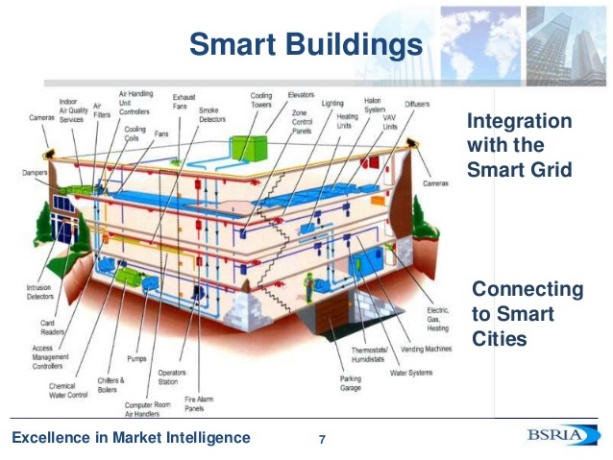 Smart Buildings
Cameras
Indoor
Air Quality
Services
Air
Filters
Air Handling
Unit
Controllers
Cooling
Coils
Fans
Exhaust
Fans
Smoke
Detectors
Cooling
Towers
Elevators
Zone
Control
Panels
Lighting
Heating
Units
Halon
System
VAV
Units
Diffusers
Integration
with the
Smart Grid
Dampers
Cameras
Intrusion
Detectors
Card
Readers
Access
Management
Controllers
Chemical
Water Control
Chillers &
Boilers
Pumps
Computer Room
Air Handlers
Operators
Station
Fire Alarm
Panels
Parking
Garage
Thermostats/
Humidistats
Water Systems
Vending Machines
Electric,
Gas,
Heating
Connecting
to Smart
Cities
Excellence in Market Intelligence
7
BSRIA